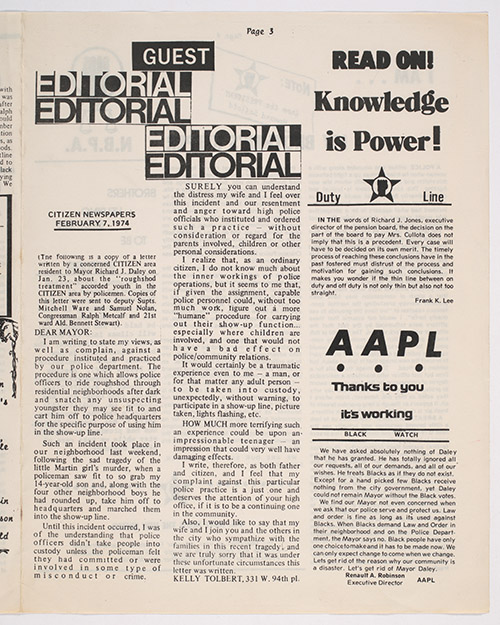 Page 3
GUEST
EDITORIAL
EDITORIAL
EDITORIAL
EDITORIAL
CITIZEN NEWSPAPERS
FEBRUARY 7, 1974
(The following is a copy of a letter
written by a concerned CITIZEN area
resident to Mayor Richard J. Daley on
Jan. 23, about the "roughshod
treatment" accorded youth in the
CITIZEN area by policemen. Copies of
this letter were sent to deputy Supts.
Mitchell Ware and Samuel Nolan,
Congressman Ralph Metcalf and 21st
ward Ald. Bennett Stewart).
DEAR MAYOR:
I am writing to state my views, as
well as complain, against a
procedure instituted and practiced
by our police department. The
procedure is one which allows police
officers to ride roughshod through
residential neighborhoods after dark
and snatch any unsuspecting
youngster they may see fit to and
cart him off to police headquarters
for the specific purpose of using him
in the show-up line.
Such an incident took place in
our neighborhood last weekend,
following the sad tragedy of the
little Martin girl's murder, when a
policeman saw fit to grab my
14-year-old son and, along with the
four other neighborhood boys he
had rounded up, take him off to
headquarters and marched them
into the show-up line.
Until this incident occurred, I was
of the understanding that police
officers didn't take people into
custody unless the policeman felt
they had committed or were
involved in some type of
misconduct or crime.
SURELY you can understand
the distress my wife and I feel over
this incident and our resentment
and anger toward high police
officials who instituted and ordered
such a practice — without
consideration or regard for the
parents involved, children or other
personal considerations.
I realize that, as an ordinary
citizen, I do not know much about
the inner workings of police
operations, but it seems to me that,
if given the assignment, capable
police personnel could, without too
much work, figure out a more
"humane" procedure for carrying
out their show-up function...
especially where children are
involved, and one that would not
have a bad effect on
police/community relations.
It would certainly be a traumatic
experience even to me — a man, or
for that matter any adult person —
to be taken into custody,
unexpectedly, without warning, to
participate in a show-up line, picture
taken, lights flashing, etc.
HOW MUCH more terrifying such
an experience could be upon an
impressionable teenager — an
impression that could very well have
damaging effects.
I write, therefore, as both father
and citizen, and I feel that my
complaint against this particular
police practice is a just one and
deserves the attention of your high
office, if it is to be a continuing one
in the community.
Also, I would like to say that my
wife and I join you and the others in
the city who sympathize with the
families in this recent tragedy, and
we are truly sorry that it was under
these unfortunate circumstances this
letter was written.
KELLY TOLBERT, 331 W. 94th pl.
READ ON!
Knowledge
is Power!
Duty Line
IN THE words of Richard J. Jones, executive
director of the pension board, the decision on the
part of the board to pay Mrs. Cullota does not
imply that this is a precedent. Every case will
have to be decided on its own merit. The timely
process of reaching these conclusions have in the
past fostered must distrust of the process and
motivation for gaining such conclusions. It
makes you wonder if the thin line between on
duty and off duty is not only thin but also not too
straight.
Frank K. Lee
AAPL
Thanks to you
it's working
BLACK WATCH
We have asked absolutely nothing of Daley
that he has granted. He has totally ignored all
our requests, all of our demands, and all of our
wishes. He treats Blacks as if they do not exist.
Except for a hand picked few Blacks receive
nothing from the city government, yet Daley
could not remain Mayor without the Black votes.
We find our Mayor not even concerned when
we ask that our police serve and protect us. Law
and order is fine as long as its used against
Blacks. When Blacks demand Law and Order in
their neighborhood and on the Police Depart-
ment, the Mayor says no. Black people have only
one choice to make and it has to be made now. We
can only expect change to come when we change.
Lets get rid of the reason why our community is
a disaster. Let's get rid of Mayor Daley.
Renault A. Robinson
Executive Director AAPL